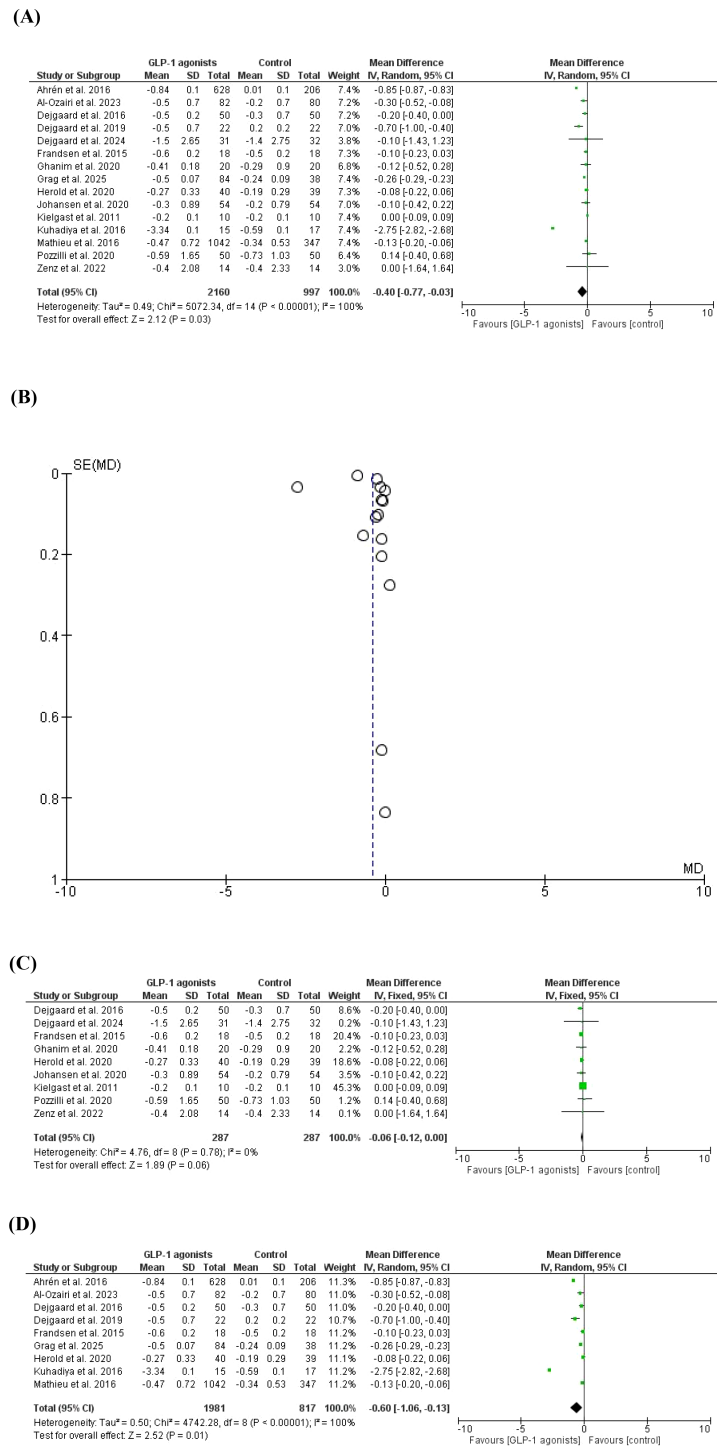 (A)
GLP-1 agonists Control Mean Difference Mean Difference
Study or Subgroup Mean SD Total Mean SD Total Weight IV, Random, 95% CI IV, Random, 95% CI
Ahrén et al. 2016 -0.84 0.1 628 0.01 0.1 206 7.4% -0.85 [-0.87, -0.83]
Al-Ozairi et al. 2023 -0.5 0.7 82 -0.2 0.7 80 7.2% -0.30 [-0.52, -0.08]
Dejgaard et al. 2016 -0.5 0.2 50 -0.3 0.7 50 7.2% -0.20 [-0.40, 0.00]
Dejgaard et al. 2019 -0.5 0.7 22 0.2 0.2 22 7.0% -0.70 [-1.00, -0.40]
Dejgaard et al. 2024 -1.5 2.65 31 -1.4 2.75 32 3.7% -0.10 [-1.43, 1.23]
Frandsen et al. 2015 -0.6 0.2 18 -0.5 0.2 18 7.3% -0.10 [-0.23, 0.03]
Ghanim et al. 2020 -0.41 0.18 20 -0.29 0.9 20 6.8% -0.12 [-0.52, 0.28]
Grag et al. 2025 -0.5 0.07 84 -0.24 0.09 38 7.4% -0.26 [-0.29, -0.23]
Herold et al. 2020 -0.27 0.33 40 -0.19 0.29 39 7.3% -0.08 [-0.22, 0.06]
Johansen et al. 2020 -0.3 0.89 54 -0.2 0.79 54 7.0% -0.10 [-0.42, 0.22]
Kielgast et al. 2011 -0.2 0.1 10 -0.2 0.1 10 7.4% 0.00 [-0.09, 0.09]
Kuhadiya et al. 2016 -3.34 0.1 15 -0.59 0.1 17 7.4% -2.75 [-2.82, -2.68]
Mathieu et al. 2016 -0.47 0.72 1042 -0.34 0.53 347 7.4% -0.13 [-0.20, -0.06]
Pozzilli et al. 2020 -0.59 1.65 50 -0.73 1.03 50 6.5% 0.14 [-0.40, 0.68]
Zenz et al. 2022 -0.4 2.08 14 -0.4 2.33 14 3.0% 0.00 [-1.64, 1.64]
Total (95% CI) 2160 997 100.0% -0.40 [-0.77, -0.03]
Heterogeneity: Tau² = 0.49; Chi² = 5072.34, df = 14 (P < 0.00001); I² = 100%
Test for overall effect: Z = 2.12 (P = 0.03)
-10 -5 0 5 10
Favours [GLP-1 agonists] Favours [control]
(B)
SE(MD)
0
0.2
0.4
0.6
0.8
1
MD
-10 -5 0 5 10
(C)
GLP-1 agonists Control Mean Difference Mean Difference
Study or Subgroup Mean SD Total Mean SD Total Weight IV, Fixed, 95% CI IV, Fixed, 95% CI
Dejgaard et al. 2016 -0.5 0.2 50 -0.3 0.7 50 8.6% -0.20 [-0.40, 0.00]
Dejgaard et al. 2024 -1.5 2.65 31 -1.4 2.75 32 0.2% -0.10 [-1.43, 1.23]
Frandsen et al. 2015 -0.6 0.2 18 -0.5 0.2 18 20.4% -0.10 [-0.23, 0.03]
Ghanim et al. 2020 -0.41 0.18 20 -0.29 0.9 20 2.2% -0.12 [-0.52, 0.28]
Herold et al. 2020 -0.27 0.33 40 -0.19 0.29 39 18.6% -0.08 [-0.22, 0.06]
Johansen et al. 2020 -0.3 0.89 54 -0.2 0.79 54 3.5% -0.10 [-0.42, 0.22]
Kielgast et al. 2011 -0.2 0.1 10 -0.2 0.1 10 45.3% 0.00 [-0.09, 0.09]
Pozzilli et al. 2020 -0.59 1.65 50 -0.73 1.03 50 1.2% 0.14 [-0.40, 0.68]
Zenz et al. 2022 -0.4 2.08 14 -0.4 2.33 14 0.1% 0.00 [-1.64, 1.64]
Total (95% CI) 287 287 100.0% -0.06 [-0.12, 0.00]
Heterogeneity: Chi² = 4.76, df = 8 (P = 0.78); I² = 0%
Test for overall effect: Z = 1.89 (P = 0.06)
-10 -5 0 5 10
Favours [GLP-1 agonists] Favours [control]
(D)
GLP-1 agonists Control Mean Difference Mean Difference
Study or Subgroup Mean SD Total Mean SD Total Weight IV, Random, 95% CI IV, Random, 95% CI
Ahrén et al. 2016 -0.84 0.1 628 0.01 0.1 206 11.3% -0.85 [-0.87, -0.83]
Al-Ozairi et al. 2023 -0.5 0.7 82 -0.2 0.7 80 11.0% -0.30 [-0.52, -0.08]
Dejgaard et al. 2016 -0.5 0.2 50 -0.3 0.7 50 11.0% -0.20 [-0.40, 0.00]
Dejgaard et al. 2019 -0.5 0.7 22 0.2 0.2 22 10.7% -0.70 [-1.00, -0.40]
Frandsen et al. 2015 -0.6 0.2 18 -0.5 0.2 18 11.2% -0.10 [-0.23, 0.03]
Grag et al. 2025 -0.5 0.07 84 -0.24 0.09 38 11.2% -0.26 [-0.29, -0.23]
Herold et al. 2020 -0.27 0.33 40 -0.19 0.29 39 11.1% -0.08 [-0.22, 0.06]
Kuhadiya et al. 2016 -3.34 0.1 15 -0.59 0.1 17 11.2% -2.75 [-2.82, -2.68]
Mathieu et al. 2016 -0.47 0.72 1042 -0.34 0.53 347 11.2% -0.13 [-0.20, -0.06]
Total (95% CI) 1981 817 100.0% -0.60 [-1.06, -0.13]
Heterogeneity: Tau² = 0.50; Chi² = 4742.28, df = 8 (P < 0.00001); I² = 100%
Test for overall effect: Z = 2.52 (P = 0.01)
-10 -5 0 5 10
Favours [GLP-1 agonists] Favours [control]